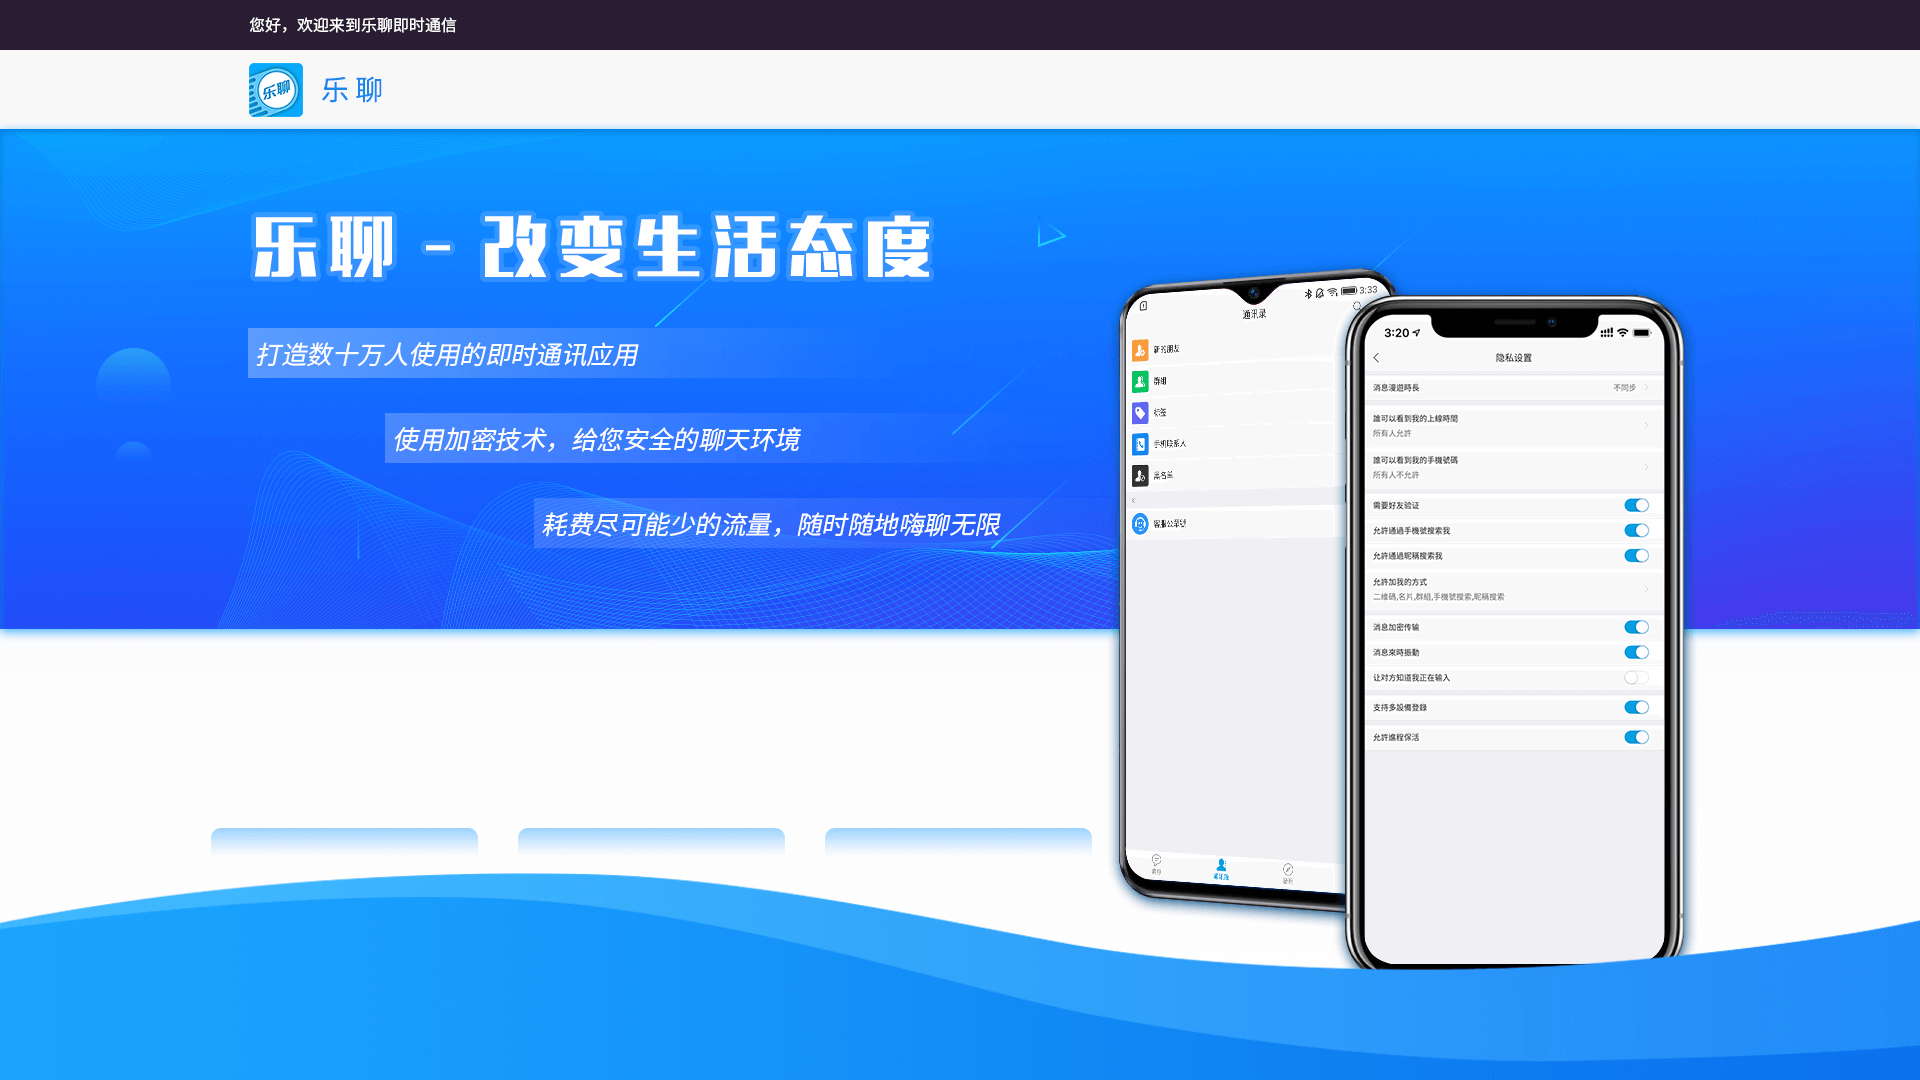 您好，欢迎来到乐聊即时通信
乐聊
乐聊
乐聊 - 改变生活态度
打造数十万人使用的即时通讯应用
使用加密技术，给您安全的聊天环境
耗费尽可能少的流量，随时随地嗨聊无限
3:33
通讯录
新的朋友
群组
标签
手机联系人
黑名单
客服公眾號
通讯录
3:20
隐私设置
消息漫遊時長
不同步
誰可以看到我的上線時間
所有人允許
誰可以看到我的手機號碼
所有人不允許
需要好友验证
允許通過手機號搜索我
允許通過昵稱搜索我
允許加我的方式
二維碼,名片,群組,手機號搜索,昵稱搜索
消息加密传输
消息來時振動
让对方知道我正在输入
支持多設備登錄
允許進程保活